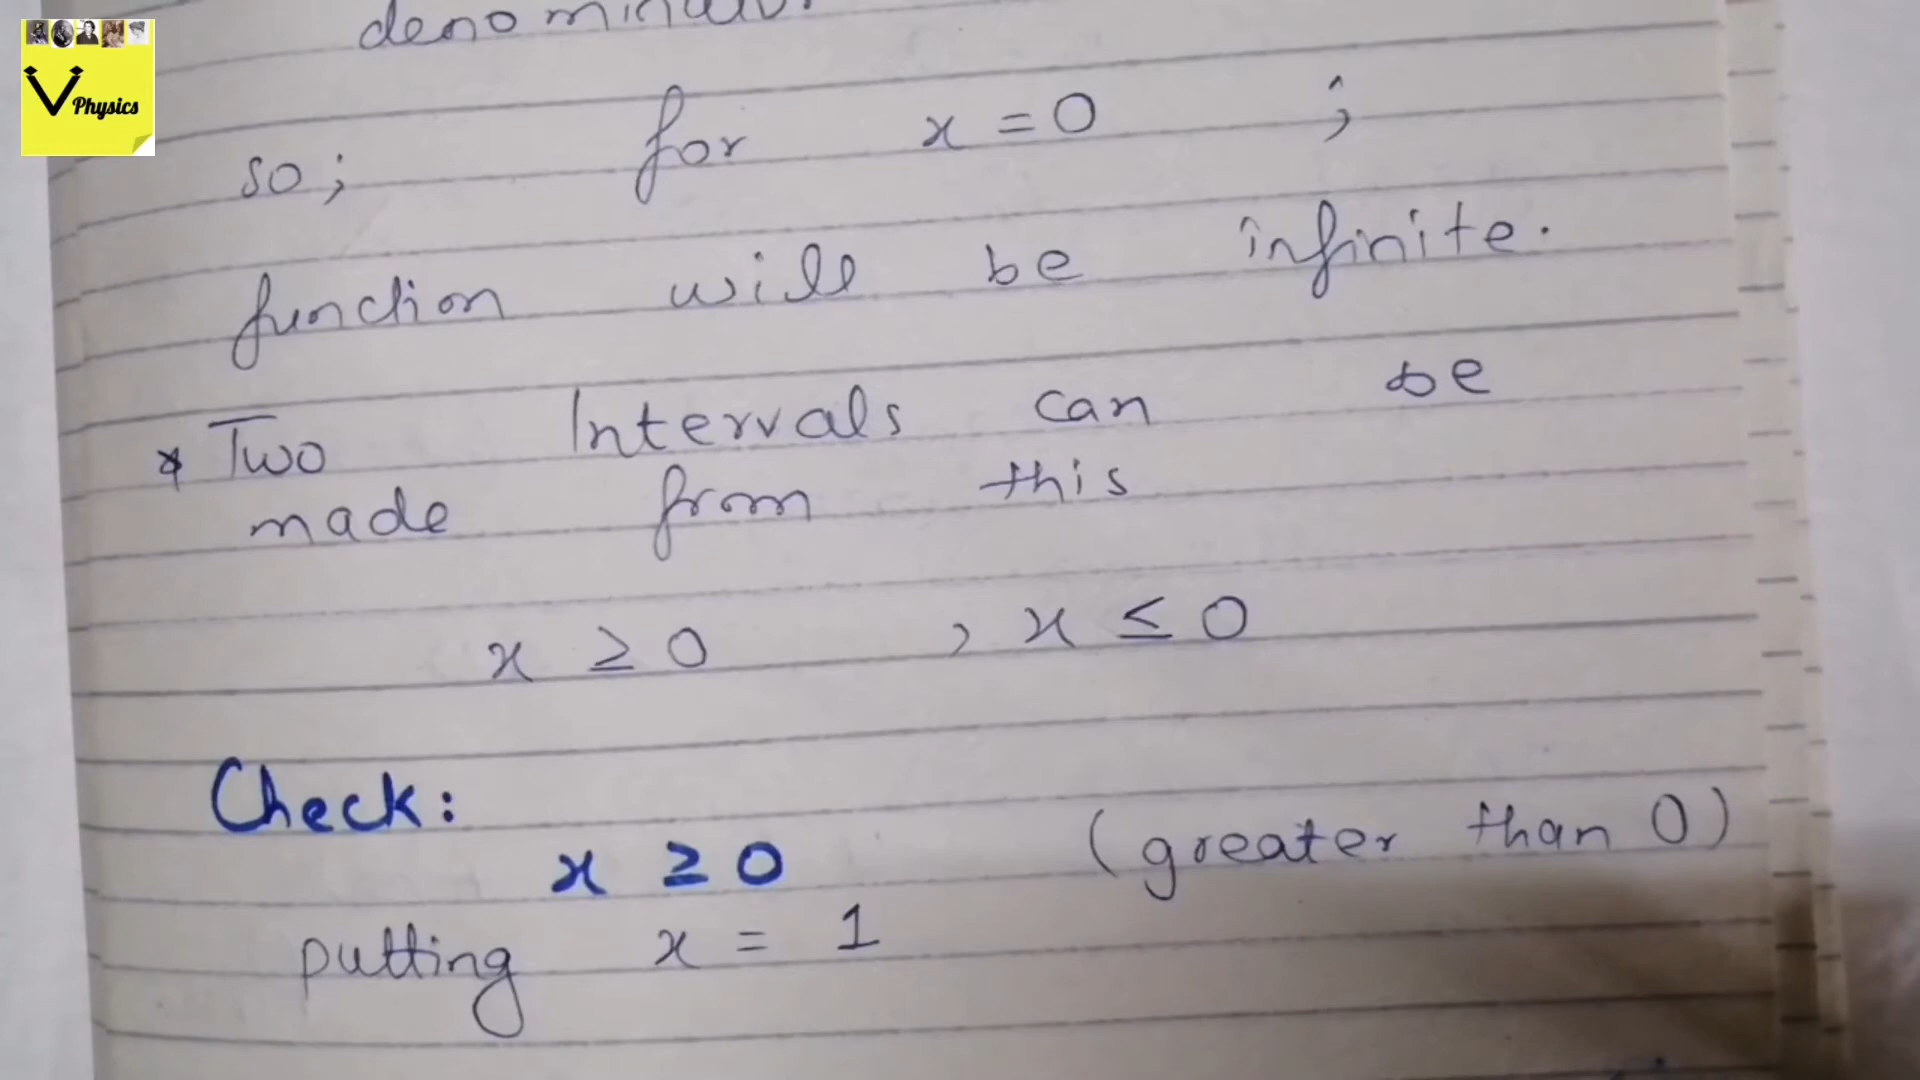 V Physics
denominator
so; for x = 0 ;
function will be infinite.
* Two Intervals can be
made from this
x ≥ 0 , x ≤ 0
Check:
x ≥ 0 (greater than 0)
putting x = 1